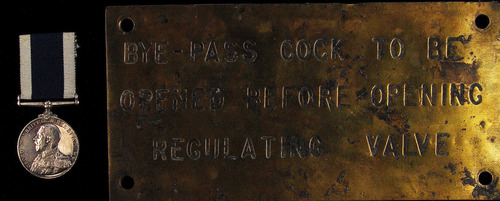 BYE-PASS COCK TO BE
OPENED BEFORE OPENING
REGULATING VALVE